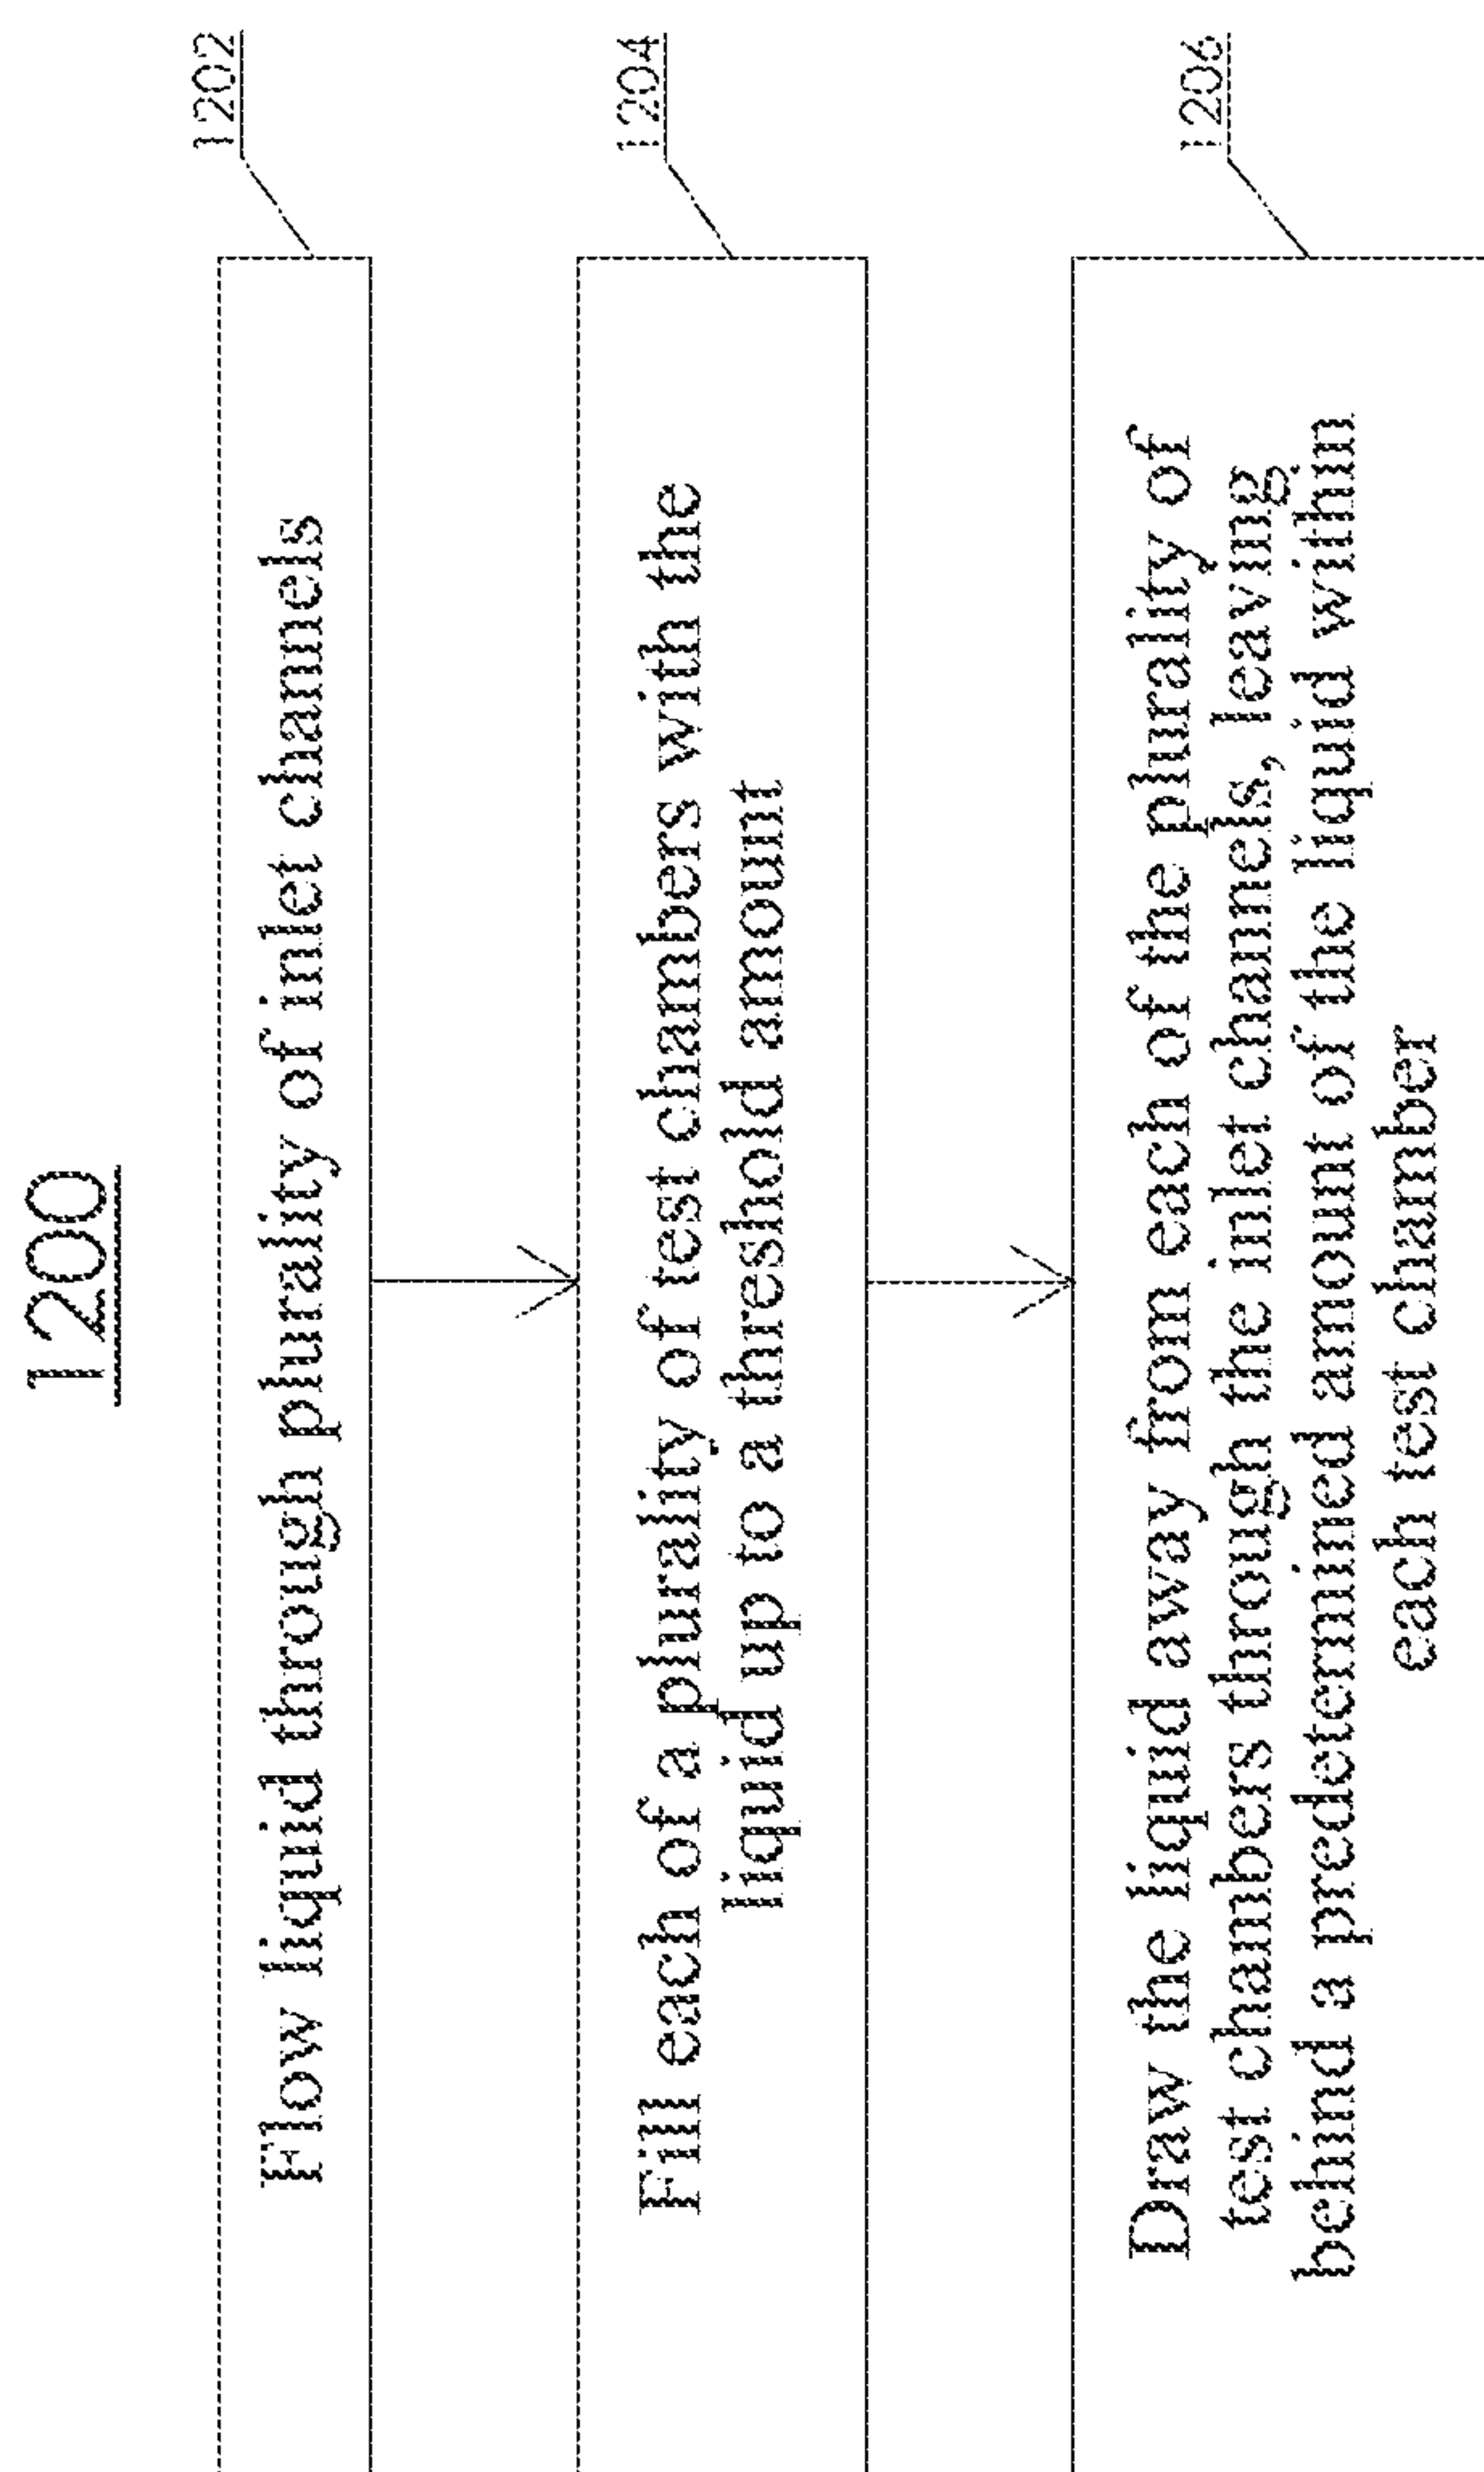 1200
1202
Flow liquid through plurality of inlet channels
1204
Fill each of a plurality of test chambers with the
liquid up to a threshold amount
1206
Draw the liquid away from each of the plurality of
test chambers through the inlet channels, leaving
behind a predetermined amount of the liquid within
each test chamber